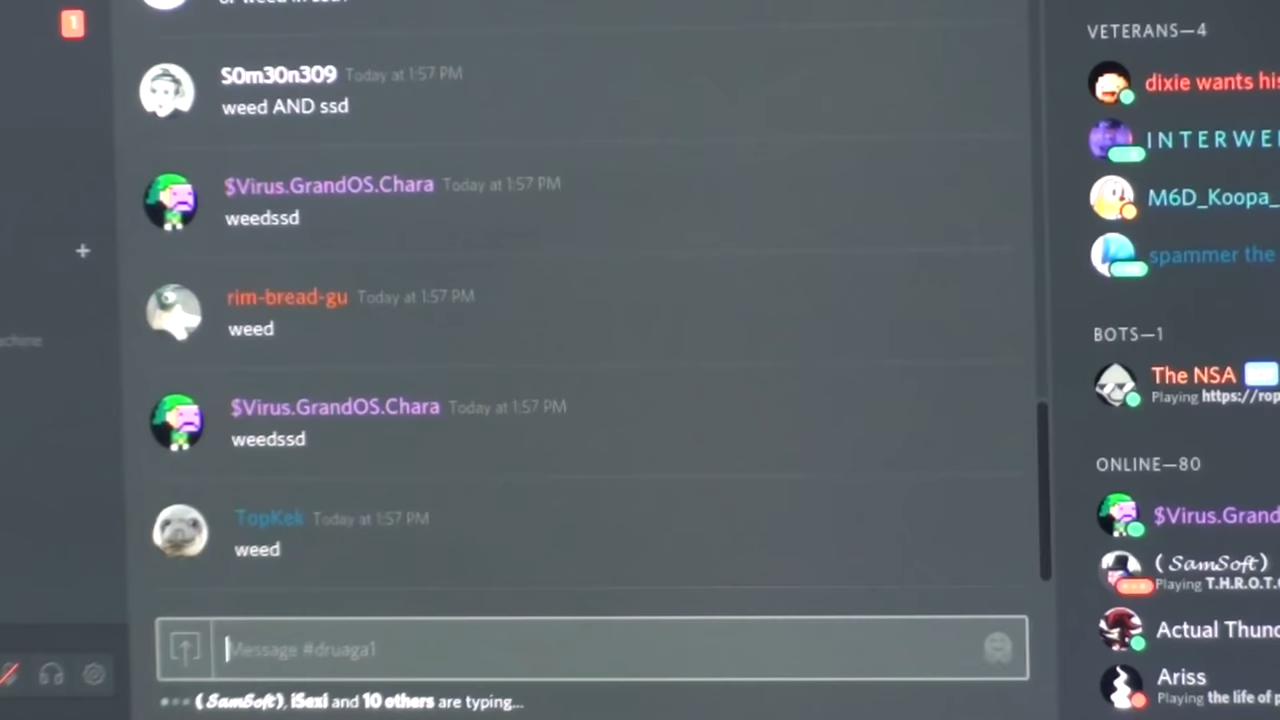 1
S0m30n309 Today at 1:57 PM
weed AND ssd
$Virus.GrandOS.Chara Today at 1:57 PM
weedssd
rim-bread-gu Today at 1:57 PM
weed
$Virus.GrandOS.Chara Today at 1:57 PM
weedssd
TopKek Today at 1:57 PM
weed
Message #druaga1
(SamSoft), iSexi and 10 others are typing...
VETERANS—4
dixie wants his
INTERWE
M6D_Koopa_
spammer the
BOTS—1
The NSA
Playing https://rop
ONLINE—80
$Virus.Grand
(SamSoft)
Playing T.H.R.O.T.
Actual Thund
Ariss
Playing the life of p